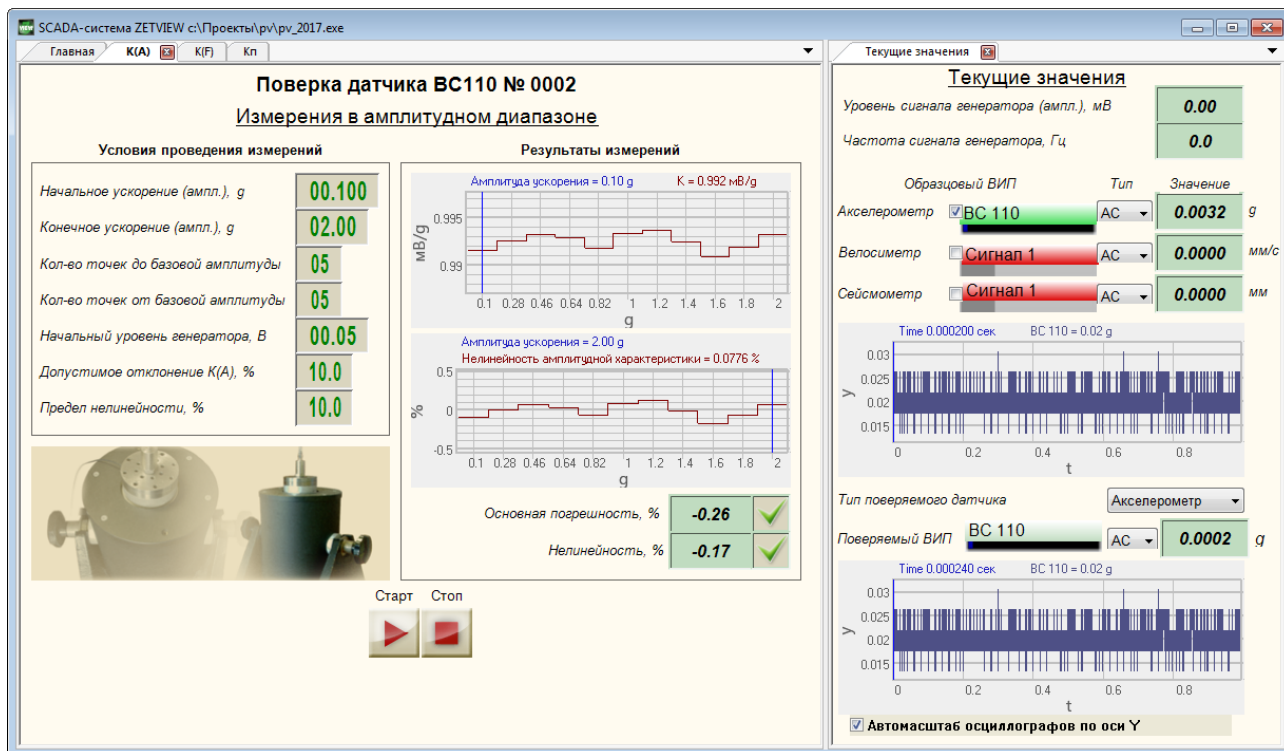 SCADA-система ZETVIEW c:\Проекты\pv\pv_2017.exe
Главная K(A) K(F) Кп
Поверка датчика BC110 № 0002
Измерения в амплитудном диапазоне
Условия проведения измерений
Начальное ускорение (ампл.), g 00.100
Конечное ускорение (ампл.), g 02.00
Кол-во точек до базовой амплитуды 05
Кол-во точек от базовой амплитуды 05
Начальный уровень генератора, В 00.05
Допустимое отклонение K(A), % 10.0
Предел нелинейности, % 10.0
Результаты измерений
Амплитуда ускорения = 0.10 g K = 0.992 мВ/g
мВ/g
0.995
0.99
0.1 0.28 0.46 0.64 0.82 1 1.2 1.4 1.6 1.8 2
g
Амплитуда ускорения = 2.00 g
Нелинейность амплитудной характеристики = 0.0776 %
%
0.5
0
-0.5
0.1 0.28 0.46 0.64 0.82 1 1.2 1.4 1.6 1.8 2
g
Основная погрешность, % -0.26
Нелинейность, % -0.17
Старт Стоп
Текущие значения
Текущие значения
Уровень сигнала генератора (ампл.), мВ 0.00
Частота сигнала генератора, Гц 0.0
Образцовый ВИП Тип Значение
Акселерометр BC 110 AC 0.0032 g
Велосиметр Сигнал 1 AC 0.0000 мм/с
Сейсмометр Сигнал 1 AC 0.0000 мм
Time 0.000200 сек BC 110 = 0.02 g
y
0.03
0.025
0.02
0.015
0 0.2 0.4 0.6 0.8
t
Тип поверяемого датчика Акселерометр
Поверяемый ВИП BC 110 AC 0.0002 g
Time 0.000240 сек BC 110 = 0.02 g
y
0.03
0.025
0.02
0.015
0 0.2 0.4 0.6 0.8
t
Автомасштаб осциллографов по оси Y